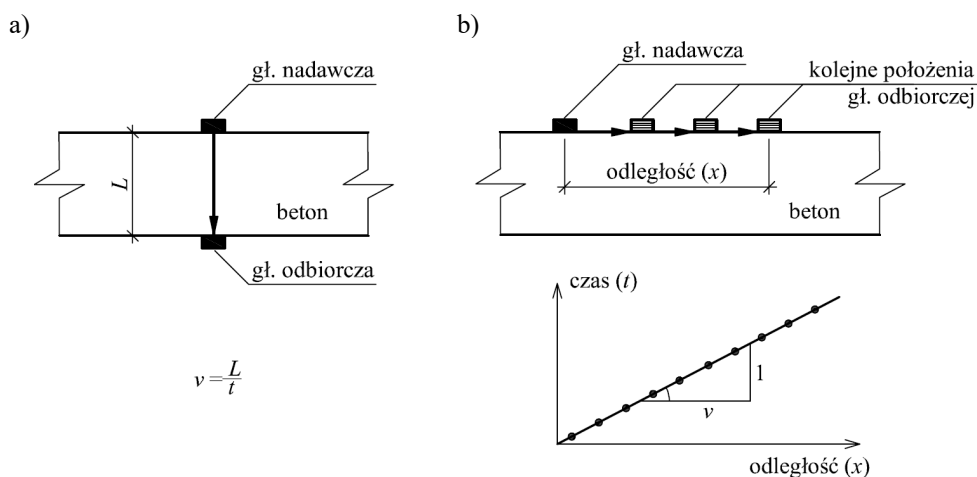 a)
gł. nadawcza
L
beton
gł. odbiorcza
v = L/t
b)
gł. nadawcza
kolejne położenia
gł. odbiorczej
odległość (x)
beton
czas (t)
1
v
odległość (x)